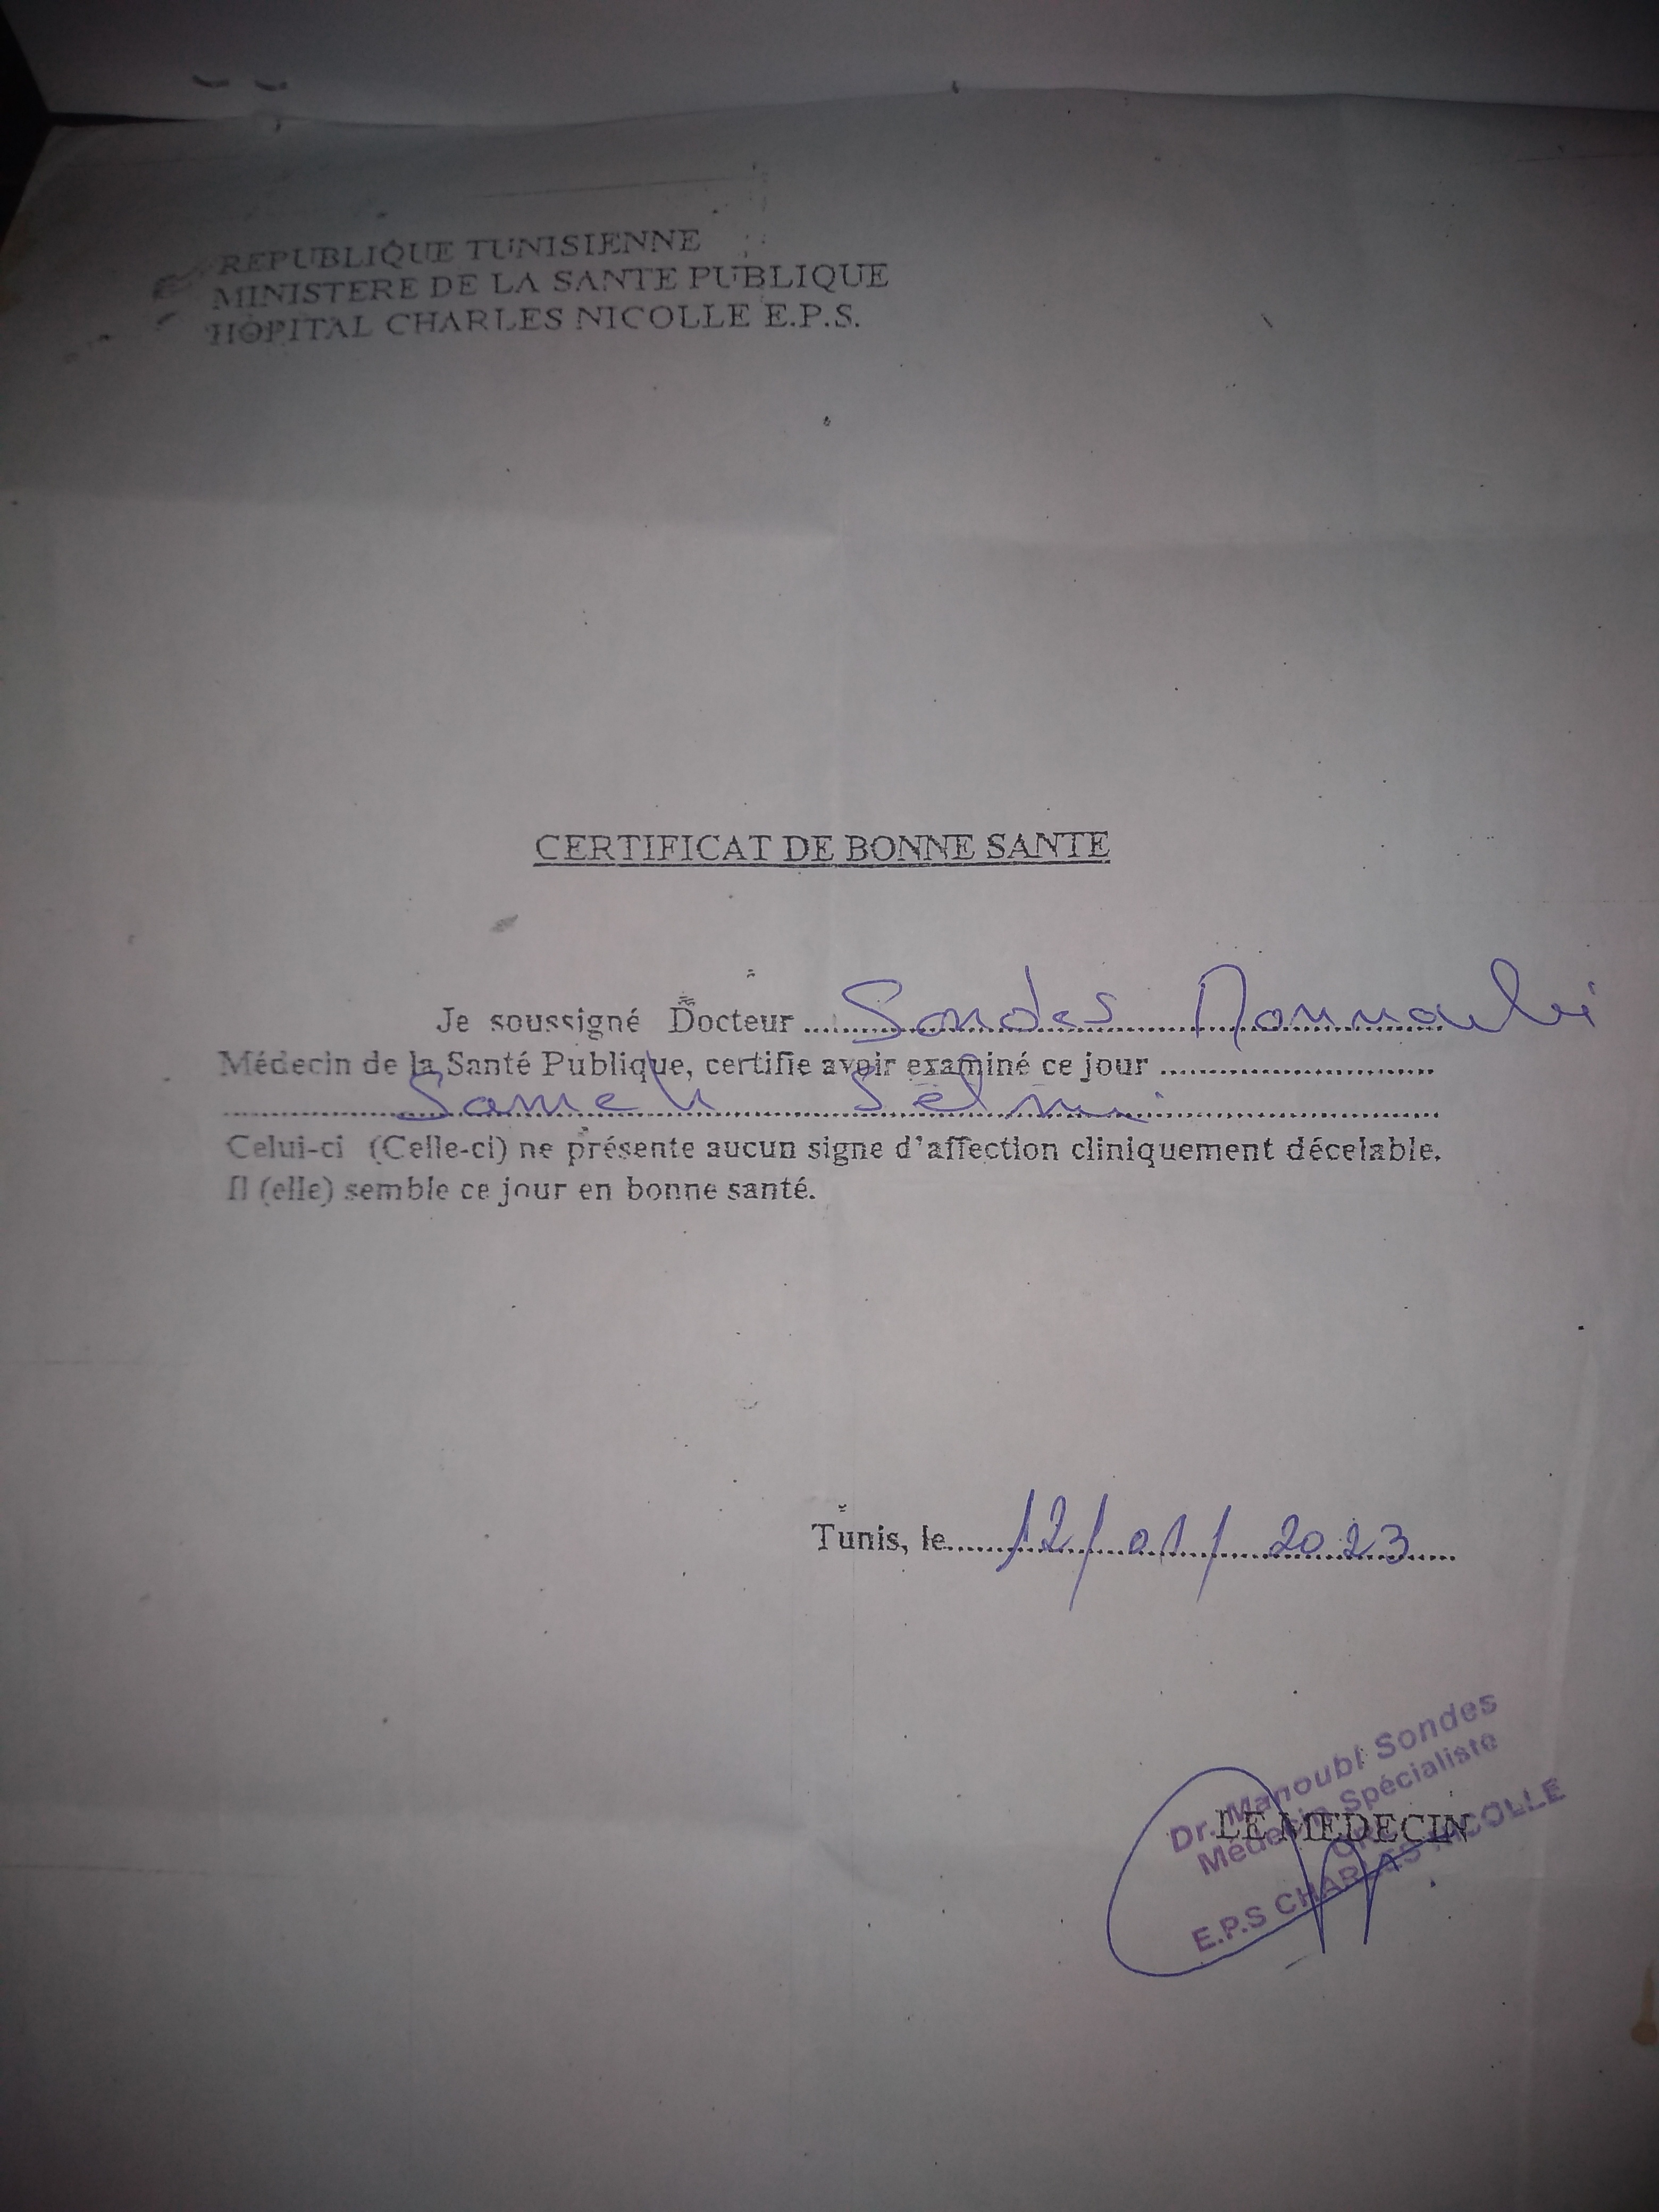 REPUBLIQUE TUNISIENNE
MINISTERE DE LA SANTE PUBLIQUE
HOPITAL CHARLES NICOLLE E.P.S.
CERTIFICAT DE BONNE SANTE
Je soussigné Docteur Sondes Mannoubi
Médecin de la Santé Publique, certifie avoir examiné ce jour
Sameh Selmi
Celui-ci (Celle-ci) ne présente aucun signe d'affection cliniquement décelable.
Il (elle) semble ce jour en bonne santé.
Tunis, le 12/01/2023
Dr. Manoubi Sondes
Médecin Spécialiste
LE MEDECIN
E.P.S CHARLES NICOLLE